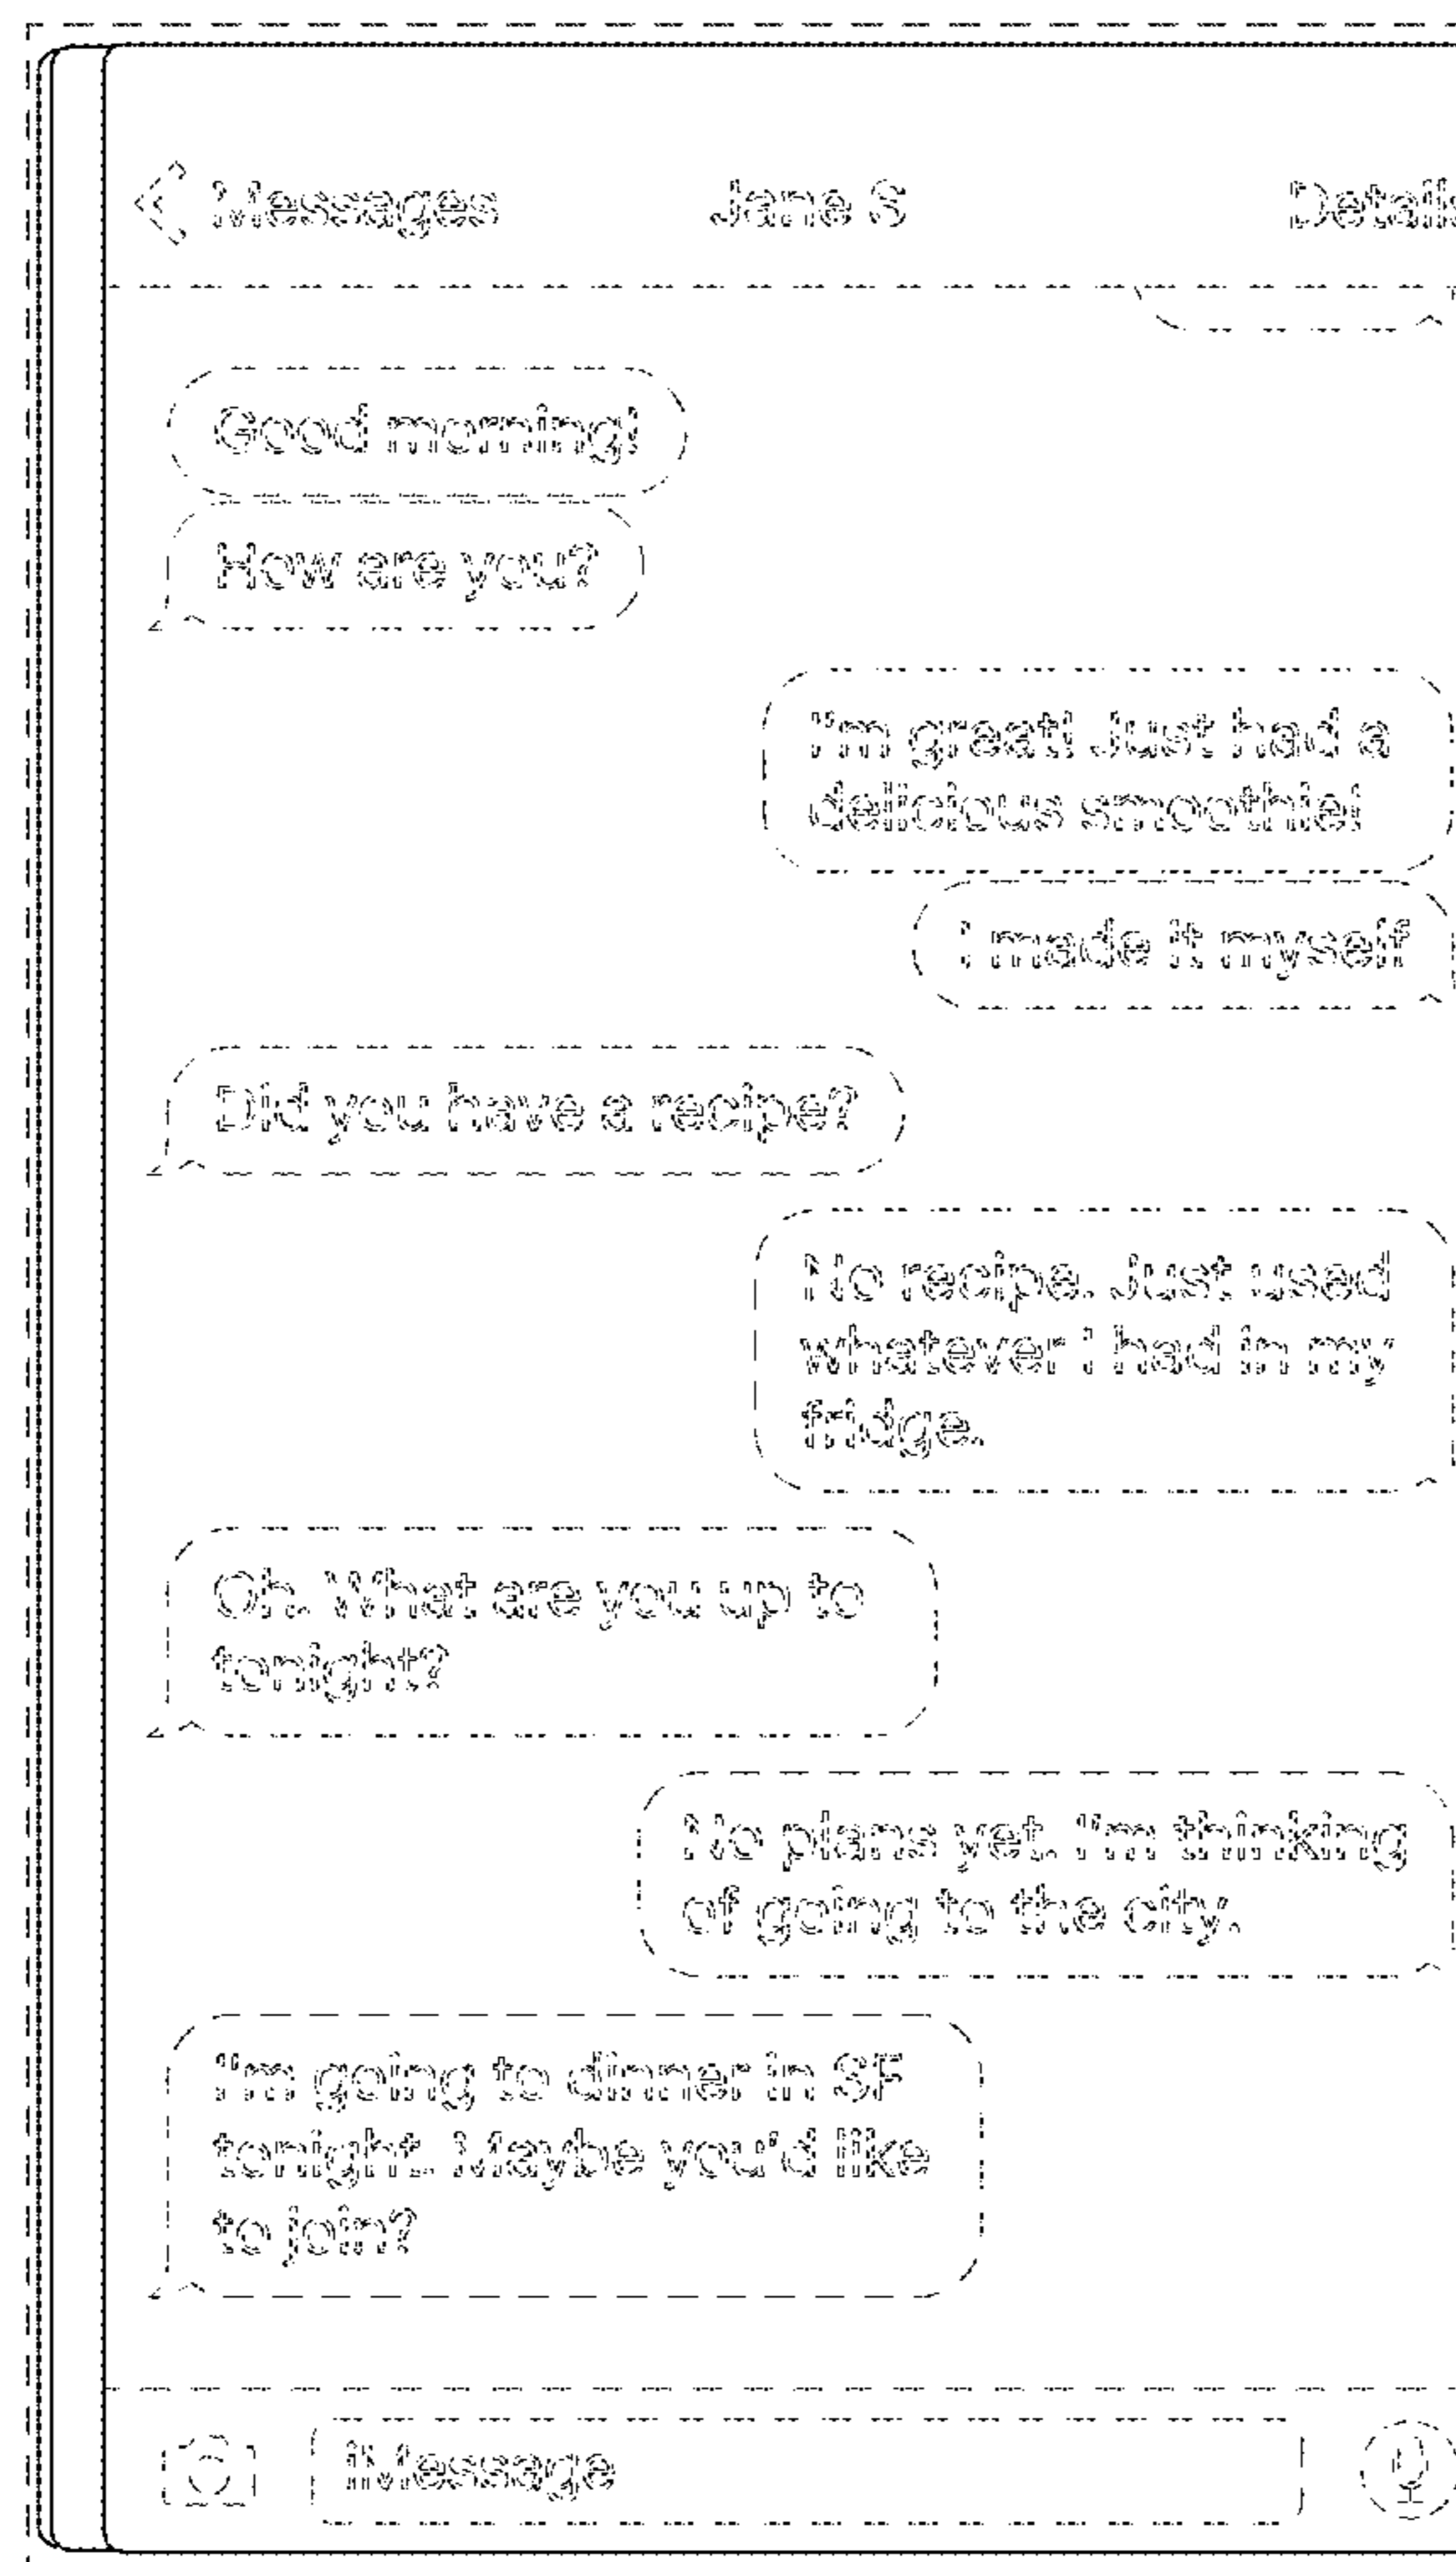 Messages Jane S Details
Good morning!
How are you?
I'm great! Just had a
delicious smoothie!
I made it myself
Did you have a recipe?
No recipe. Just used
whatever I had in my
fridge.
Oh. What are you up to
tonight?
No plans yet. I'm thinking
of going to the city.
I'm going to dinner in SF
tonight. Maybe you'd like
to join?
iMessage